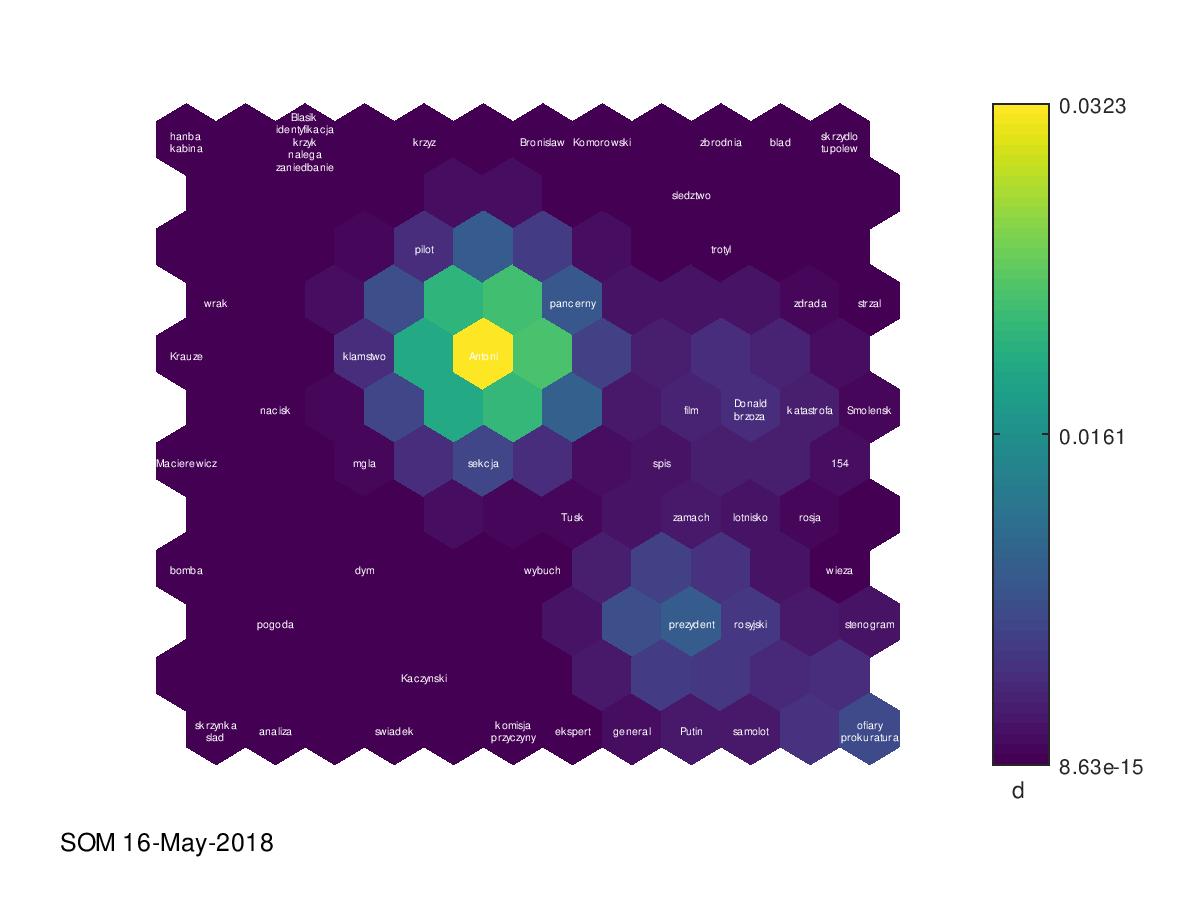 0.0323
Blasik
hanba identyfikacja skrzydlo
kabina krzyk krzyz Bronislaw Komorowski zbrodnia blad tupolew
nalega
zaniedbanie
sledztwo
pilot trotyl
wrak pancerny zdrada strzal
Krauze klamstwo Antoni
nacisk film Donald katastrofa Smolensk
brzoza
0.0161
Macierewicz mgla sekcja spis 154
Tusk zamach lotnisko rosja
bomba dym wybuch wieza
pogoda prezydent rosyjski stenogram
Kaczynski
skrzynka analiza swiadek komisja ekspert general Putin samolot ofiary
slad przyczyny prokuratura
8.63e-15
d
SOM 16-May-2018